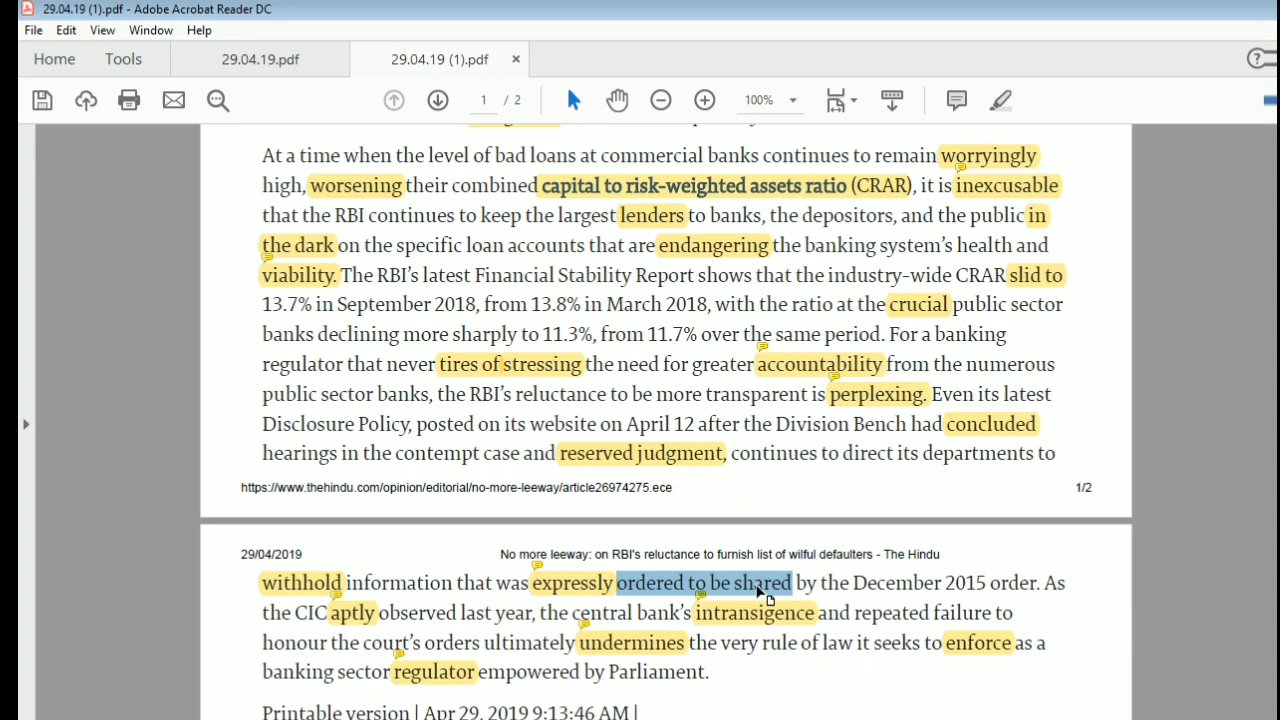 29.04.19 (1).pdf - Adobe Acrobat Reader DC
File Edit View Window Help
Home Tools 29.04.19.pdf 29.04.19 (1).pdf ×
1 / 2 100%
At a time when the level of bad loans at commercial banks continues to remain worryingly
high, worsening their combined capital to risk-weighted assets ratio (CRAR), it is inexcusable
that the RBI continues to keep the largest lenders to banks, the depositors, and the public in
the dark on the specific loan accounts that are endangering the banking system's health and
viability. The RBI's latest Financial Stability Report shows that the industry-wide CRAR slid to
13.7% in September 2018, from 13.8% in March 2018, with the ratio at the crucial public sector
banks declining more sharply to 11.3%, from 11.7% over the same period. For a banking
regulator that never tires of stressing the need for greater accountability from the numerous
public sector banks, the RBI's reluctance to be more transparent is perplexing. Even its latest
Disclosure Policy, posted on its website on April 12 after the Division Bench had concluded
hearings in the contempt case and reserved judgment, continues to direct its departments to
https://www.thehindu.com/opinion/editorial/no-more-leeway/article26974275.ece 1/2
29/04/2019 No more leeway: on RBI's reluctance to furnish list of wilful defaulters - The Hindu
withhold information that was expressly ordered to be shared by the December 2015 order. As
the CIC aptly observed last year, the central bank's intransigence and repeated failure to
honour the court's orders ultimately undermines the very rule of law it seeks to enforce as a
banking sector regulator empowered by Parliament.
Printable version | Apr 29, 2019 9:13:46 AM |